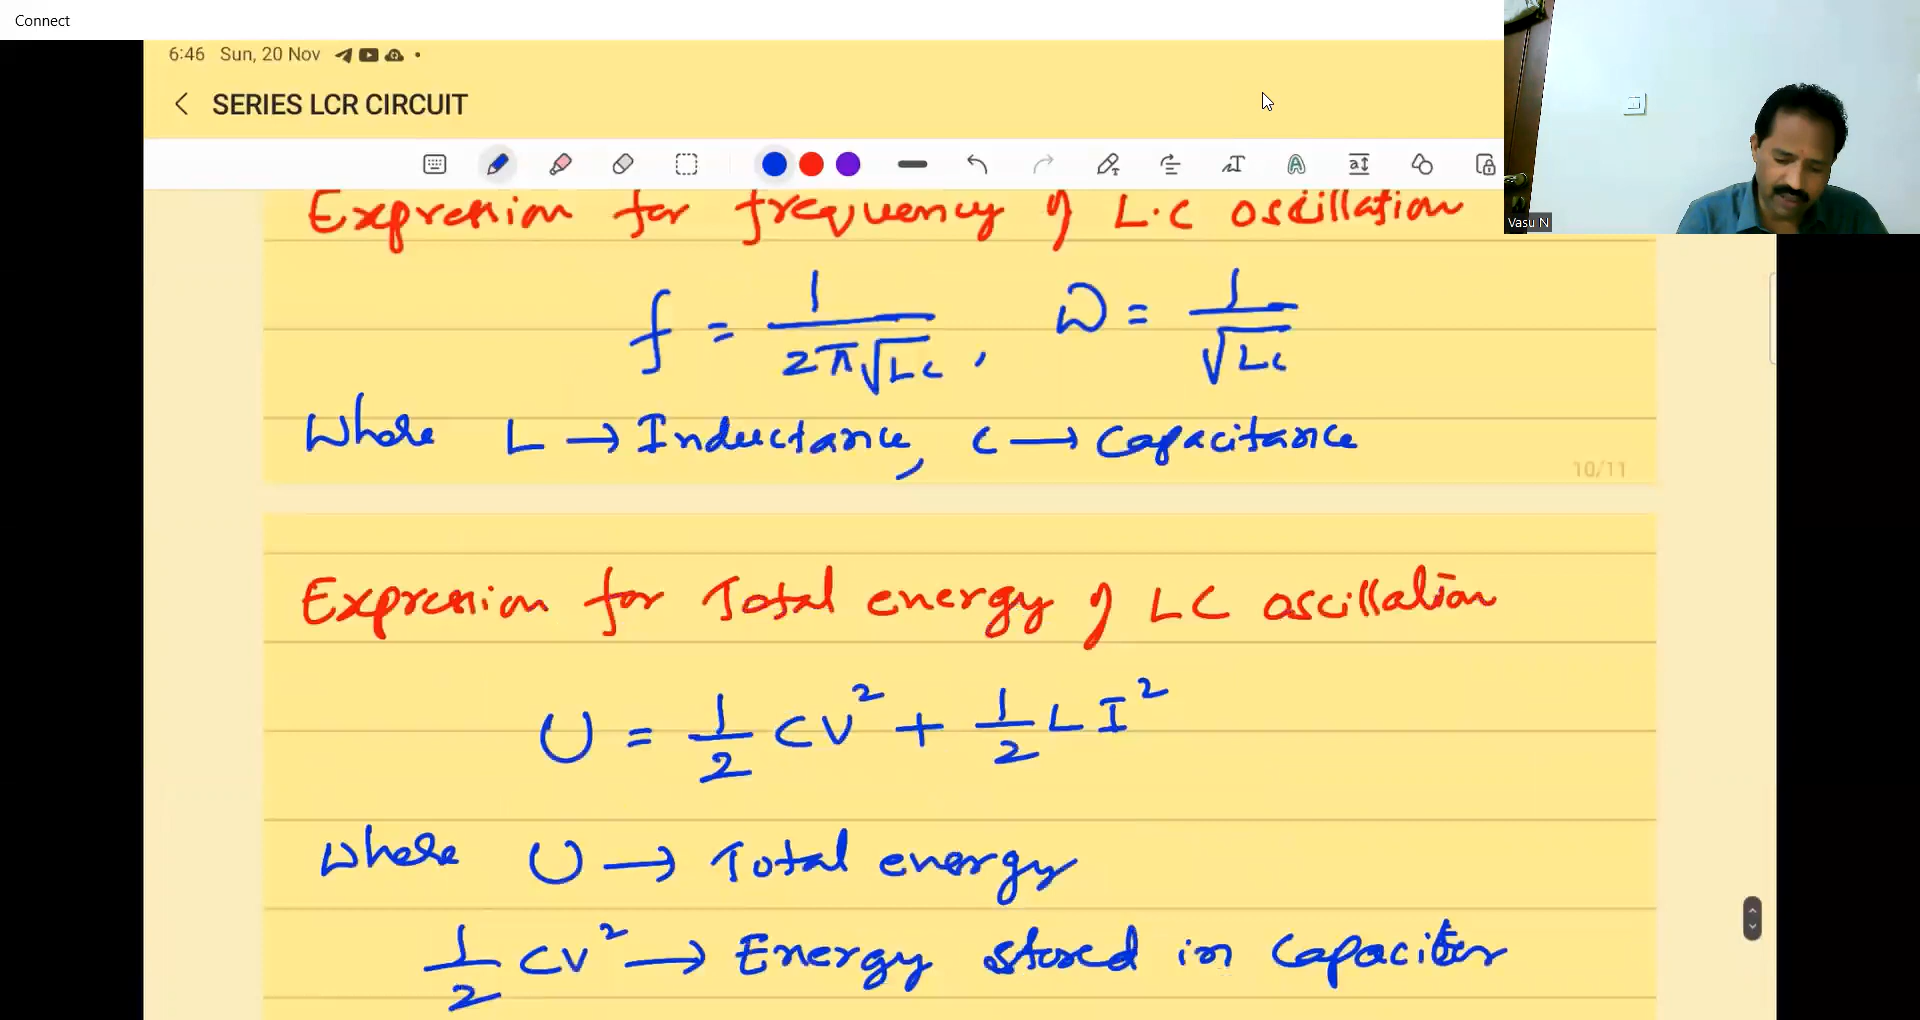 Connect
6:46 Sun, 20 Nov
SERIES LCR CIRCUIT
Vasu N
Expression for frequency of L.C oscillation
f = 1/2π√LC , ω = 1/√LC
Where L → Inductance, C → Capacitance
10/11
Expression for Total energy of LC oscillation
U = 1/2 CV² + 1/2 LI²
Where U → Total energy
1/2 CV² → Energy stored in capacitor